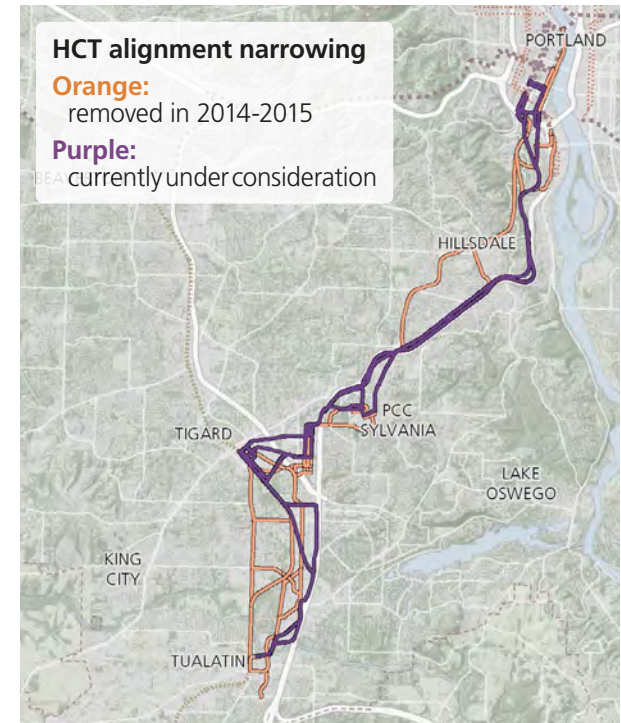 HCT alignment narrowing
Orange:
removed in 2014-2015
Purple:
currently under consideration
PORTLAND
HILLSDALE
PCC
SYLVANIA
TIGARD
LAKE
OSWEGO
KING
CITY
TUALATIN